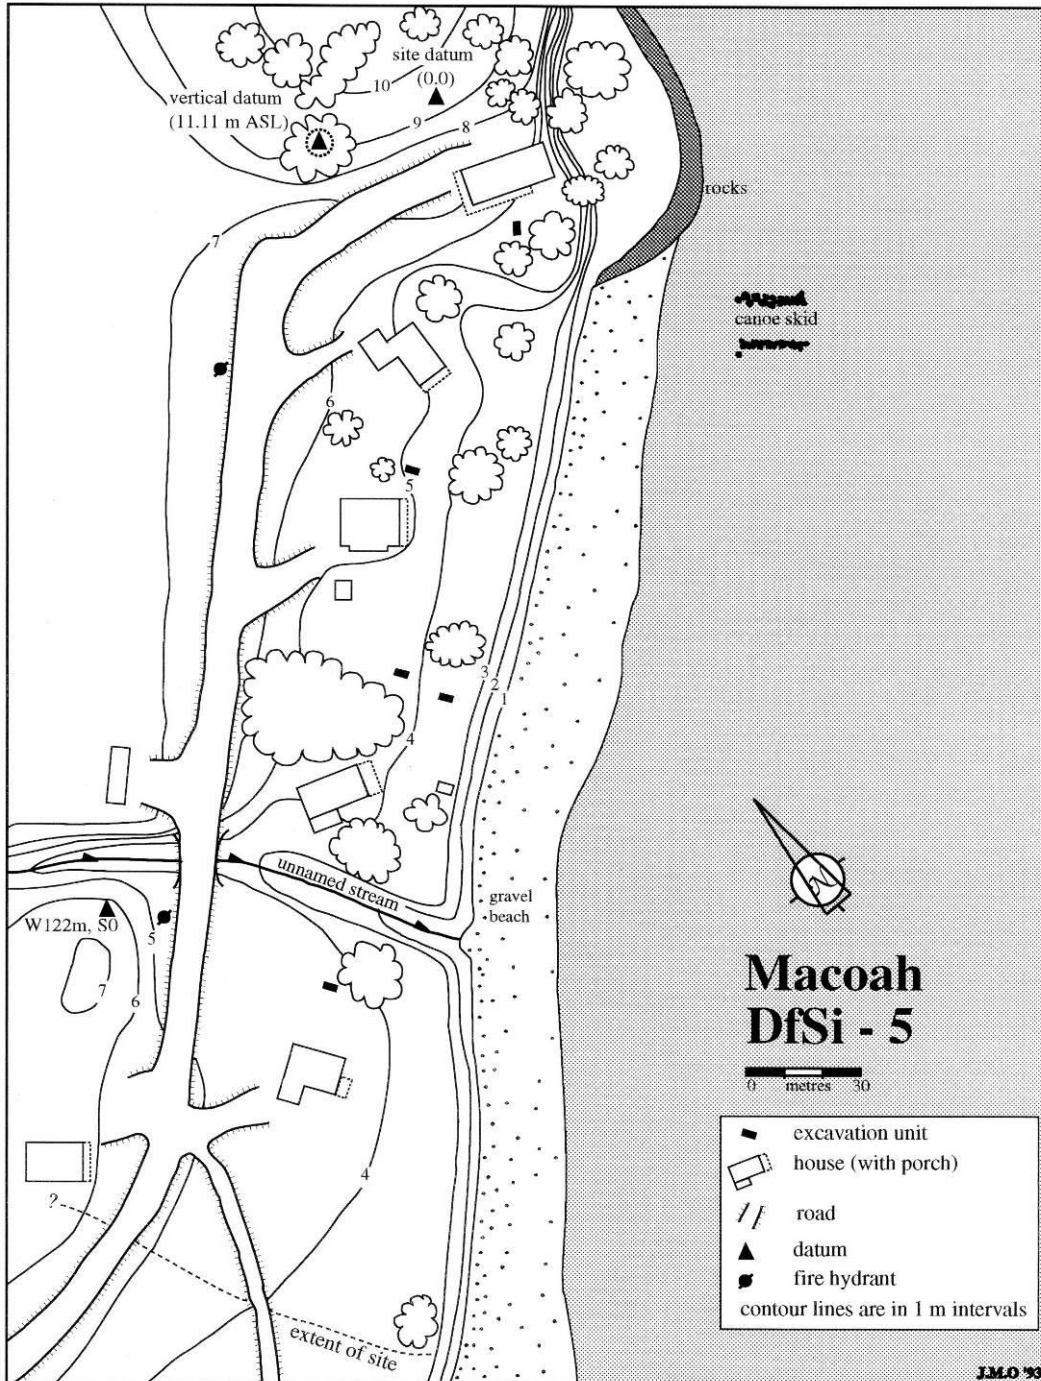 site datum
(0.0)
10
vertical datum
(11.11 m ASL)
9
8
rocks
7
canoe skid
6
5
3
2
1
4
unnamed stream
gravel
beach
W122m, S0
5
7
6
N
Macoah
DfSi - 5
0 metres 30
4
?
extent of site
excavation unit
house (with porch)
road
datum
fire hydrant
contour lines are in 1 m intervals
J.M.O '93